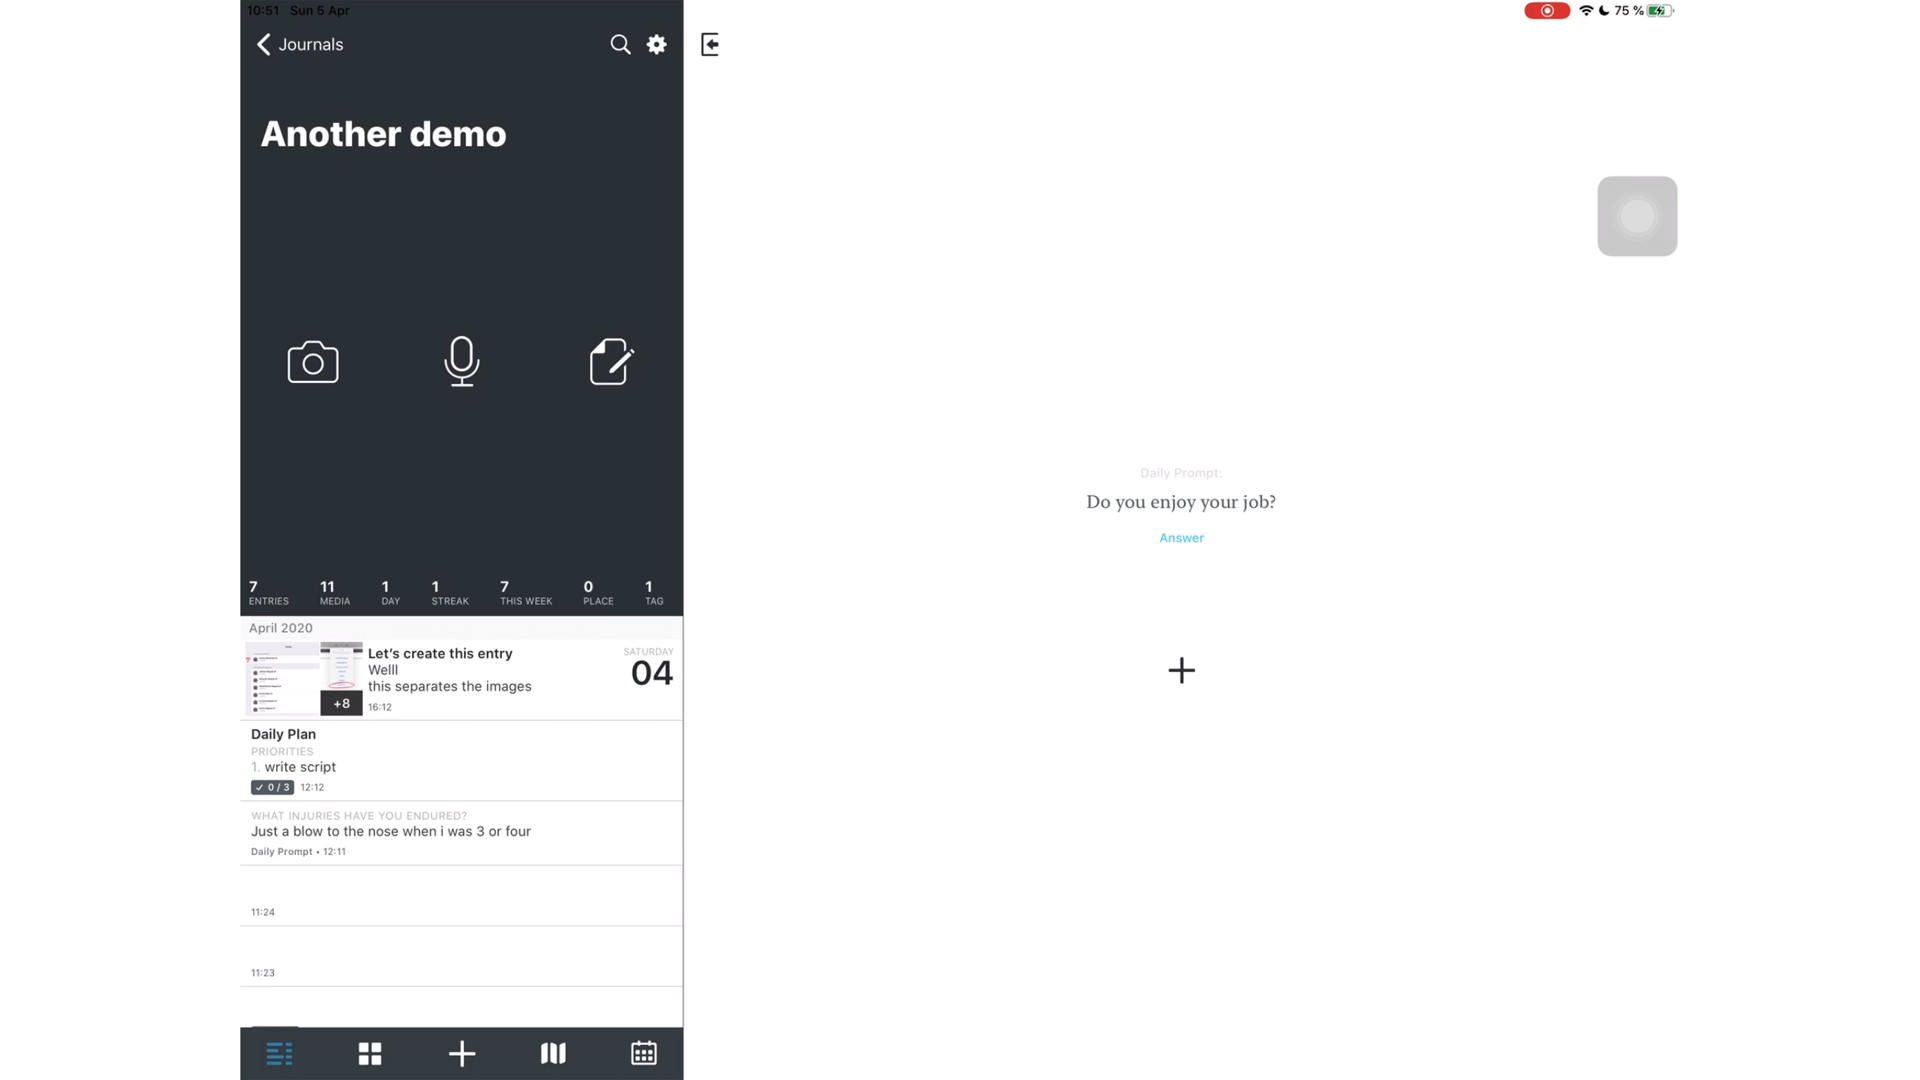 10:51 Sun 5 Apr
75 %
Journals
Another demo
7 11 1 1 7 0 1
ENTRIES MEDIA DAY STREAK THIS WEEK PLACE TAG
April 2020
Let's create this entry
Welll
this separates the images
16:12
+8
SATURDAY
04
Daily Plan
PRIORITIES
1. write script
0 / 3 12:12
WHAT INJURIES HAVE YOU ENDURED?
Just a blow to the nose when i was 3 or four
Daily Prompt • 12:11
11:24
11:23
Daily Prompt:
Do you enjoy your job?
Answer